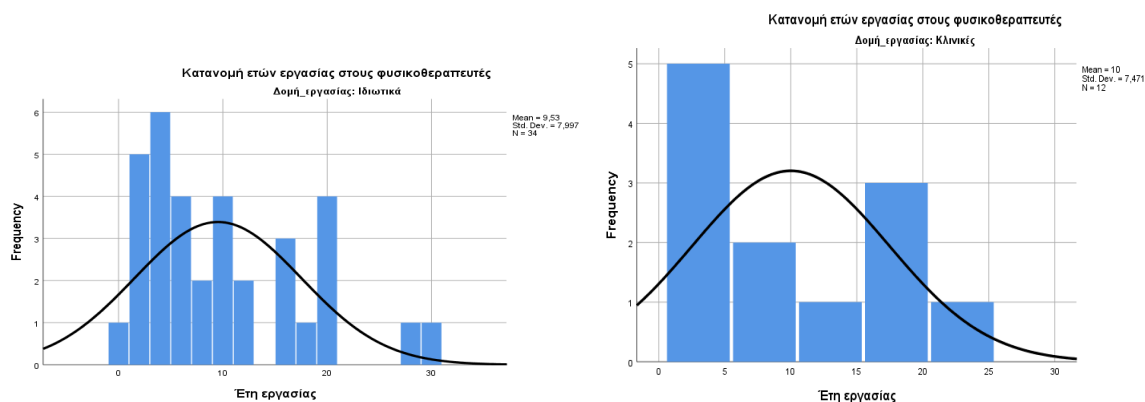 Κατανομή ετών εργασίας στους φυσικοθεραπευτές
Δομή_εργασίας: Ιδιωτικά
Mean = 9,53
Std. Dev. = 7,997
N = 34
Frequency
6
5
4
3
2
1
0
0 10 20 30
Έτη εργασίας
Κατανομή ετών εργασίας στους φυσικοθεραπευτές
Δομή_εργασίας: Κλινικές
Mean = 10
Std. Dev. = 7,471
N = 12
Frequency
5
4
3
2
1
0
0 5 10 15 20 25 30
Έτη εργασίας